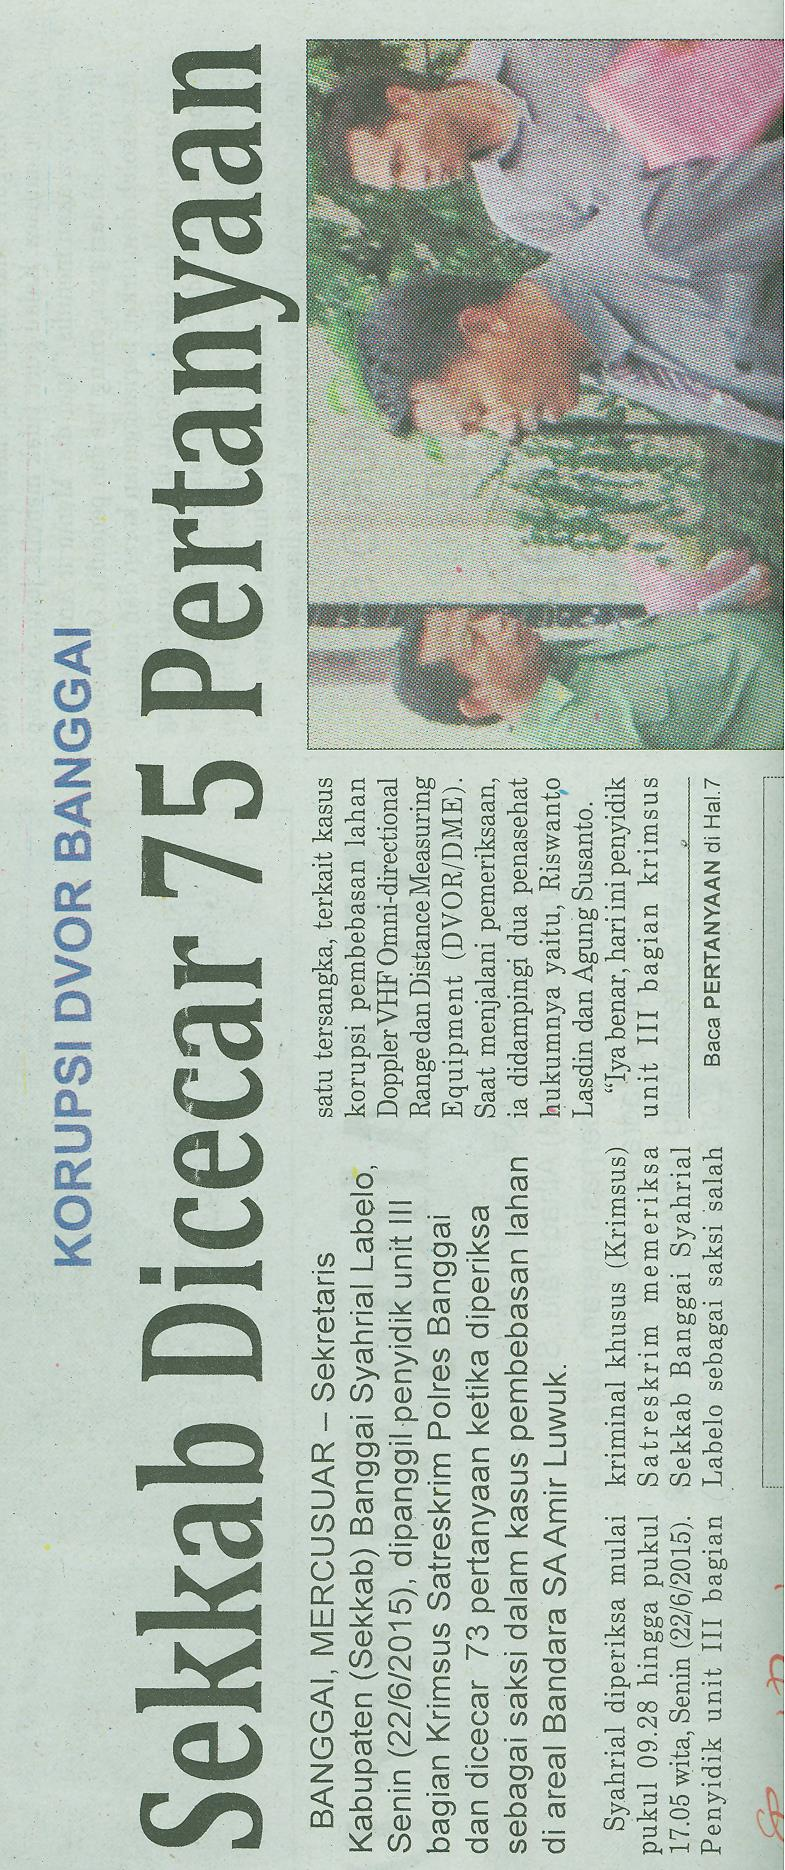 KORUPSI DVOR BANGGAI
Sekkab Dicecar 75 Pertanyaan
BANGGAI, MERCUSUAR – Sekretaris
Kabupaten (Sekkab) Banggai Syahrial Labelo,
Senin (22/6/2015), dipanggil penyidik unit III
bagian Krimsus Satreskrim Polres Banggai
dan dicecar 73 pertanyaan ketika diperiksa
sebagai saksi dalam kasus pembebasan lahan
di areal Bandara SA Amir Luwuk.
Syahrial diperiksa mulai
pukul 09.28 hingga pukul
17.05 wita, Senin (22/6/2015).
Penyidik unit III bagian
kriminal khusus (Krimsus)
Satreskrim memeriksa
Sekkab Banggai Syahrial
Labelo sebagai saksi salah
satu tersangka, terkait kasus
korupsi pembebasan lahan
Doppler VHF Omni-directional
Range dan Distance Measuring
Equipment (DVOR/DME).
Saat menjalani pemeriksaan,
ia didampingi dua penasehat
hukumnya yaitu, Riswanto
Lasdin dan Agung Susanto.
“Iya benar, hari ini penyidik
unit III bagian krimsus
Baca PERTANYAAN di Hal.7